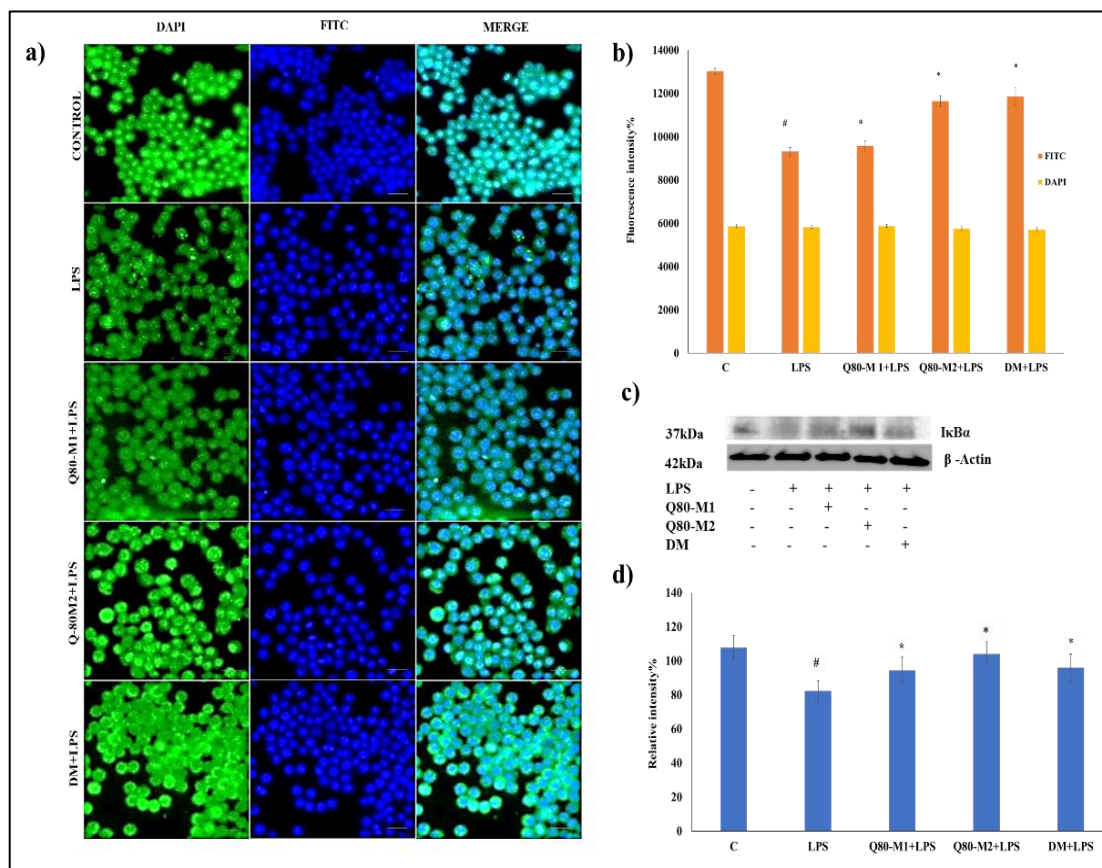 a)
DAPI FITC MERGE
CONTROL
LPS
Q80-M1+LPS
Q-80M2+LPS
DM+LPS
b)
Fluorescence intensity%
14000
12000
10000
8000
6000
4000
2000
0
# * * *
FITC
DAPI
C LPS Q80-M 1+LPS Q80-M2+LPS DM+LPS
c)
37kDa IκBα
42kDa β -Actin
LPS - + + + +
Q80-M1 - - + - -
Q80-M2 - - - + -
DM - - - - +
d)
Relative intensity%
140
120
100
80
60
40
20
0
# * * *
C LPS Q80-M1+LPS Q80-M2+LPS DM+LPS